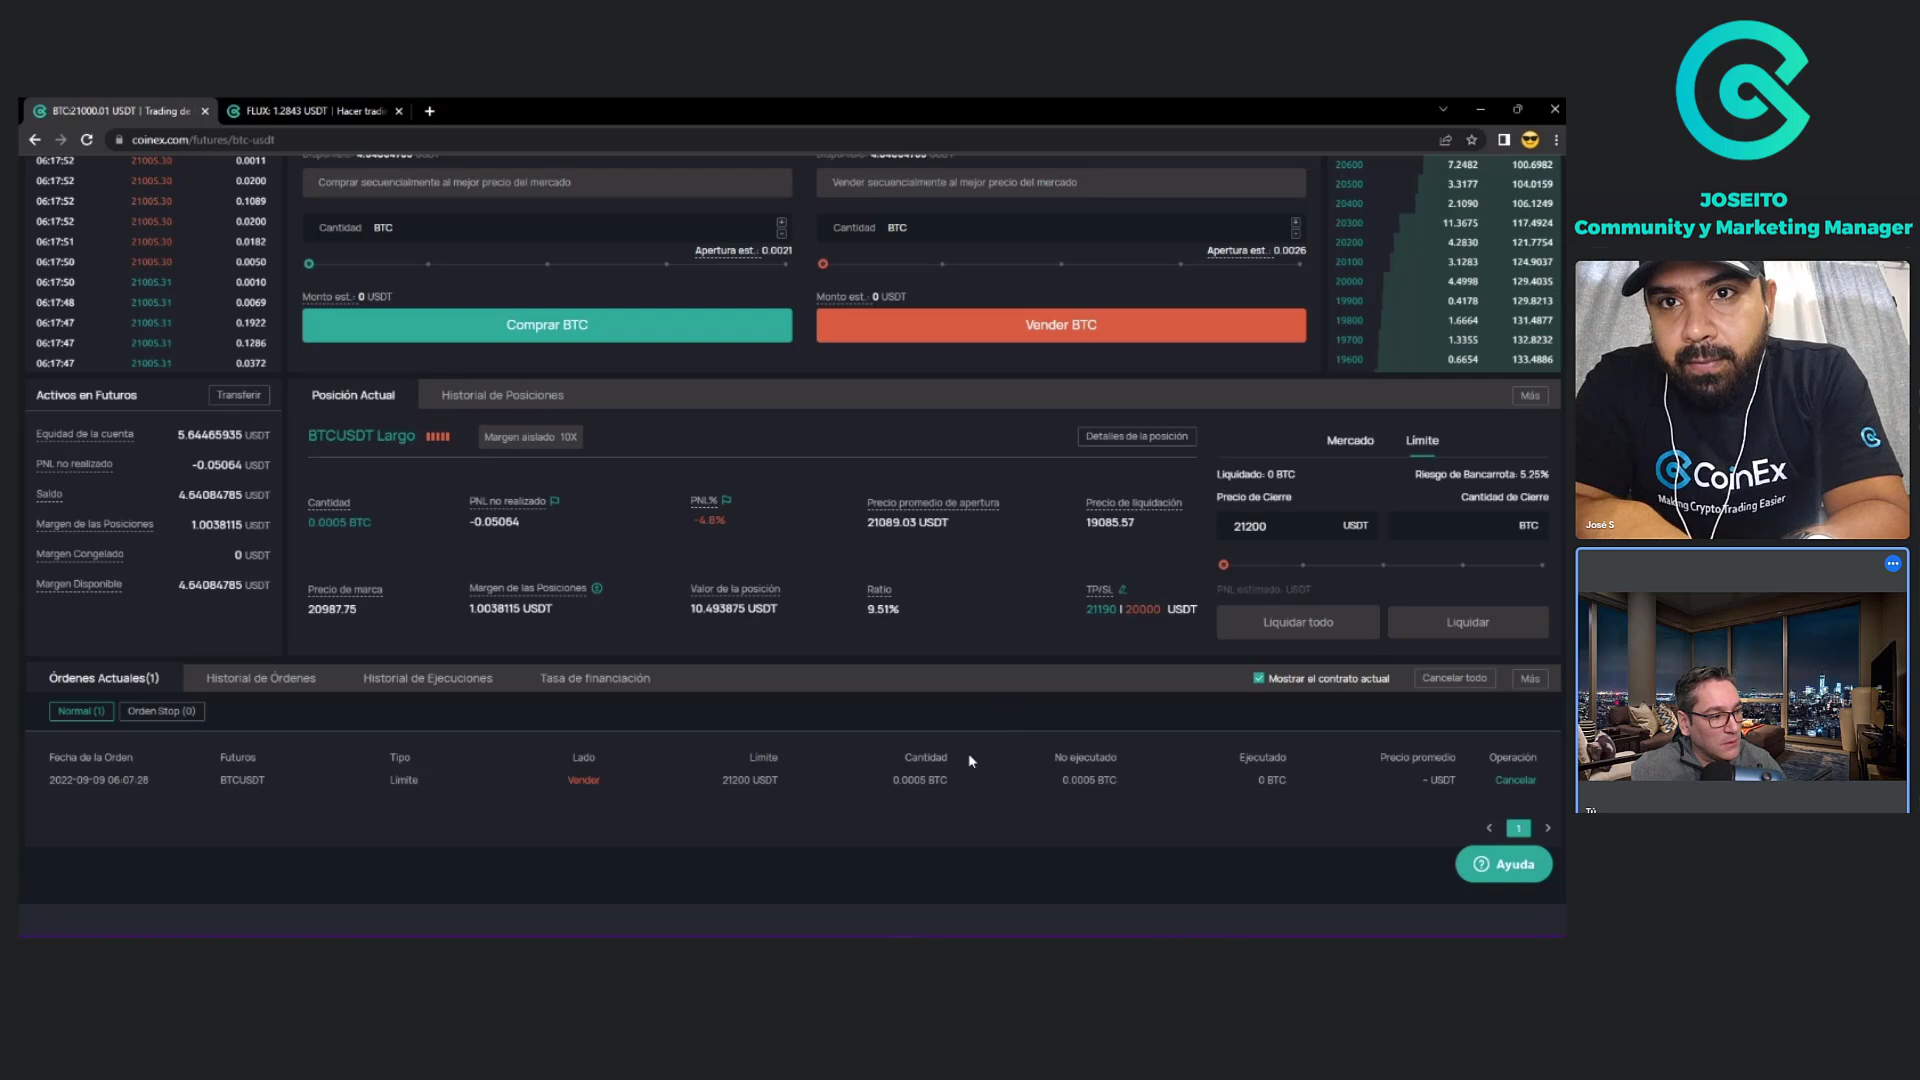 BTC:21000.01 USDT | Trading de
FLUX: 1.2843 USDT | Hacer tradi
coinex.com/futures/btc-usdt
JOSEITO
Community y Marketing Manager
06:17:52 21005.30 0.0011
06:17:52 21005.30 0.0200
06:17:52 21005.30 0.1089
06:17:52 21005.30 0.0200
06:17:51 21005.30 0.0182
06:17:50 21005.30 0.0050
06:17:50 21005.31 0.0010
06:17:48 21005.31 0.0069
06:17:47 21005.31 0.1922
06:17:47 21005.31 0.1286
06:17:47 21005.31 0.0372
Comprar secuencialmente al mejor precio del mercado
Cantidad BTC
Apertura est.: 0.0021
Monto est.: 0 USDT
Comprar BTC
Vender secuencialmente al mejor precio del mercado
Cantidad BTC
Apertura est.: 0.0026
Monto est.: 0 USDT
Vender BTC
20600 7.2482 100.6982
20500 3.3177 104.0159
20400 2.1090 106.1249
20300 11.3675 117.4924
20200 4.2830 121.7754
20100 3.1283 124.9037
20000 4.4998 129.4035
19900 0.4178 129.8213
19800 1.6664 131.4877
19700 1.3355 132.8232
19600 0.6654 133.4886
Activos en Futuros Transferir
Equidad de la cuenta 5.64465935 USDT
PNL no realizado -0.05064 USDT
Saldo 4.64084785 USDT
Margen de las Posiciones 1.0038115 USDT
Margen Congelado 0 USDT
Margen Disponible 4.64084785 USDT
Posición Actual Historial de Posiciones Más
BTCUSDT Largo Margen aislado 10X Detalles de la posición
Cantidad PNL no realizado PNL% Precio promedio de apertura Precio de liquidación
0.0005 BTC -0.05064 -4.8% 21089.03 USDT 19085.57
Precio de marca Margen de las Posiciones Valor de la posición Ratio TP/SL
20987.75 1.0038115 USDT 10.493875 USDT 9.51% 21190 | 20000 USDT
Mercado Límite
Liquidado: 0 BTC Riesgo de Bancarrota: 5.25%
Precio de Cierre Cantidad de Cierre
21200 USDT BTC
PNL estimado: USDT
Liquidar todo Liquidar
Órdenes Actuales(1) Historial de Órdenes Historial de Ejecuciones Tasa de financiación Mostrar el contrato actual Cancelar todo Más
Normal (1) Orden Stop (0)
Fecha de la Orden Futuros Tipo Lado Límite Cantidad No ejecutado Ejecutado Precio promedio Operación
2022-09-09 06:07:28 BTCUSDT Límite Vender 21200 USDT 0.0005 BTC 0.0005 BTC 0 BTC - USDT Cancelar
1
Ayuda
CoinEx
Making Crypto Trading Easier
José S